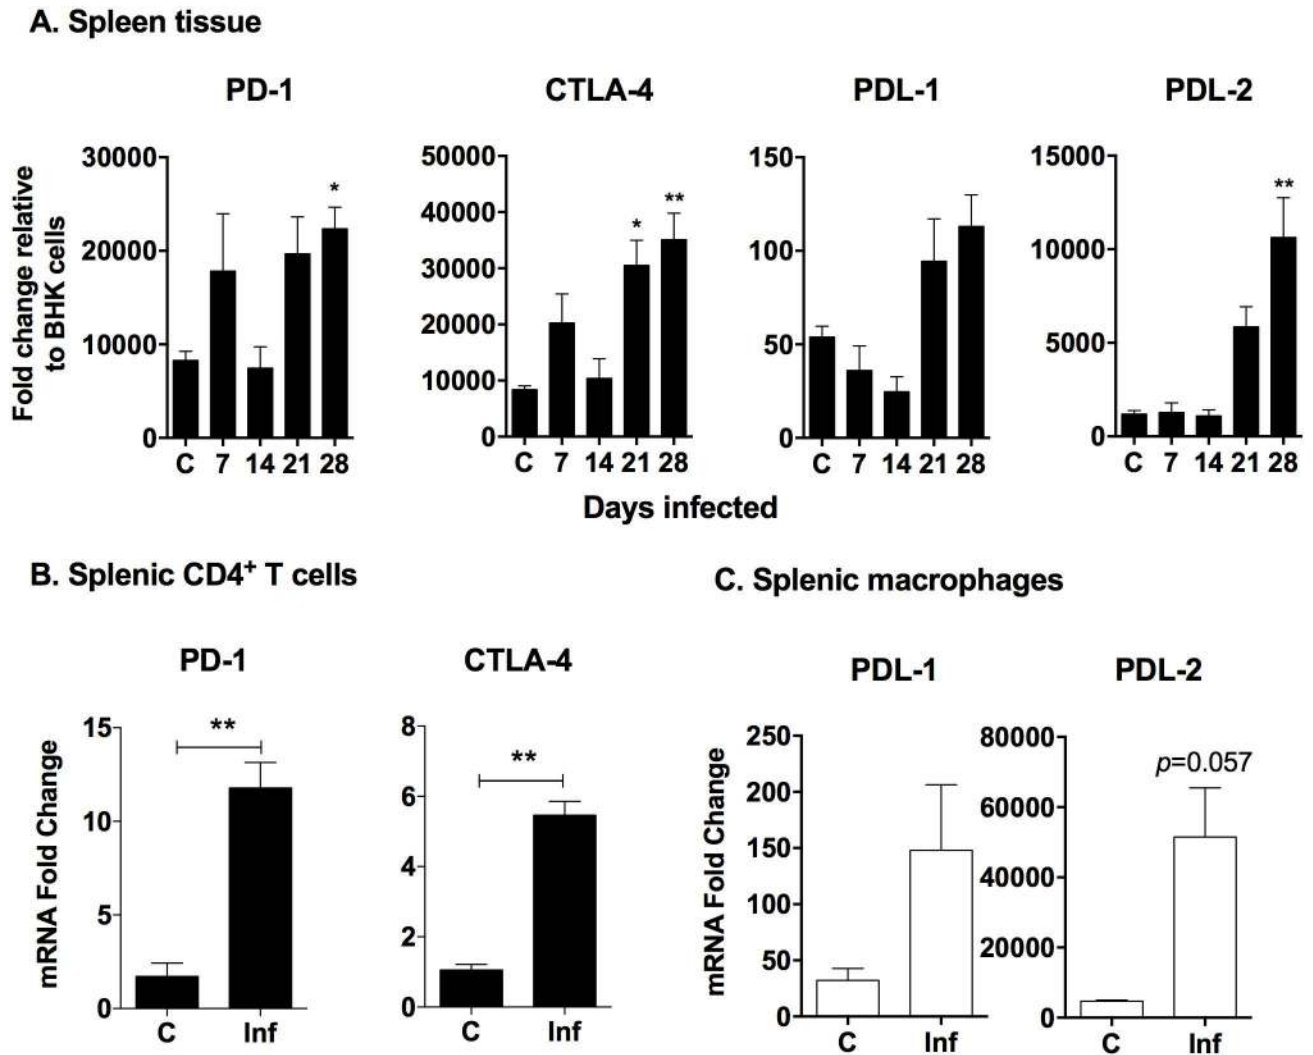 A. Spleen tissue
PD-1
CTLA-4
PDL-1
PDL-2
Fold change relative
to BHK cells
30000
20000
10000
0
*
C 7 14 21 28
50000
40000
30000
20000
10000
0
*
**
C 7 14 21 28
150
100
50
0
C 7 14 21 28
15000
10000
5000
0
**
C 7 14 21 28
Days infected
B. Splenic CD4+ T cells
PD-1
CTLA-4
mRNA Fold Change
15
10
5
0
**
C Inf
8
6
4
2
0
**
C Inf
C. Splenic macrophages
PDL-1
PDL-2
mRNA Fold Change
250
200
150
100
50
0
C Inf
80000
60000
40000
20000
0
p=0.057
C Inf